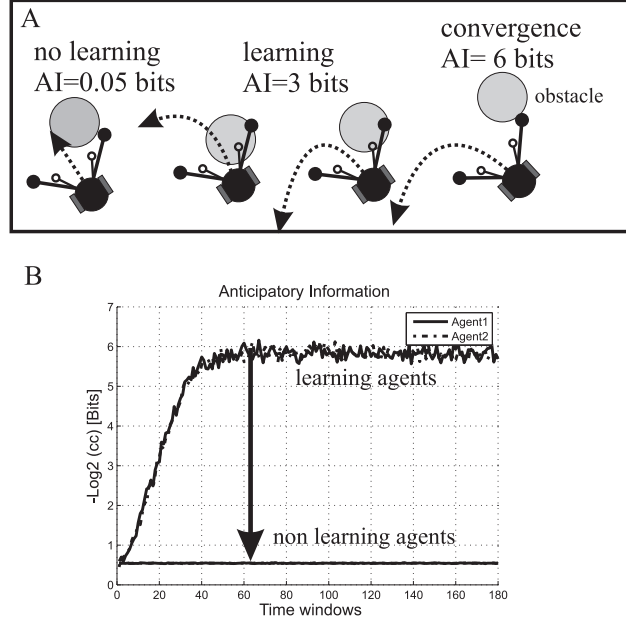 A
no learning
AI=0.05 bits
learning
AI=3 bits
convergence
AI= 6 bits
obstacle
B
Anticipatory Information
7
6
5
4
3
2
1
0
-Log2 (cc) [Bits]
Agent1
Agent2
learning agents
non learning agents
0 20 40 60 80 100 120 140 160 180
Time windows